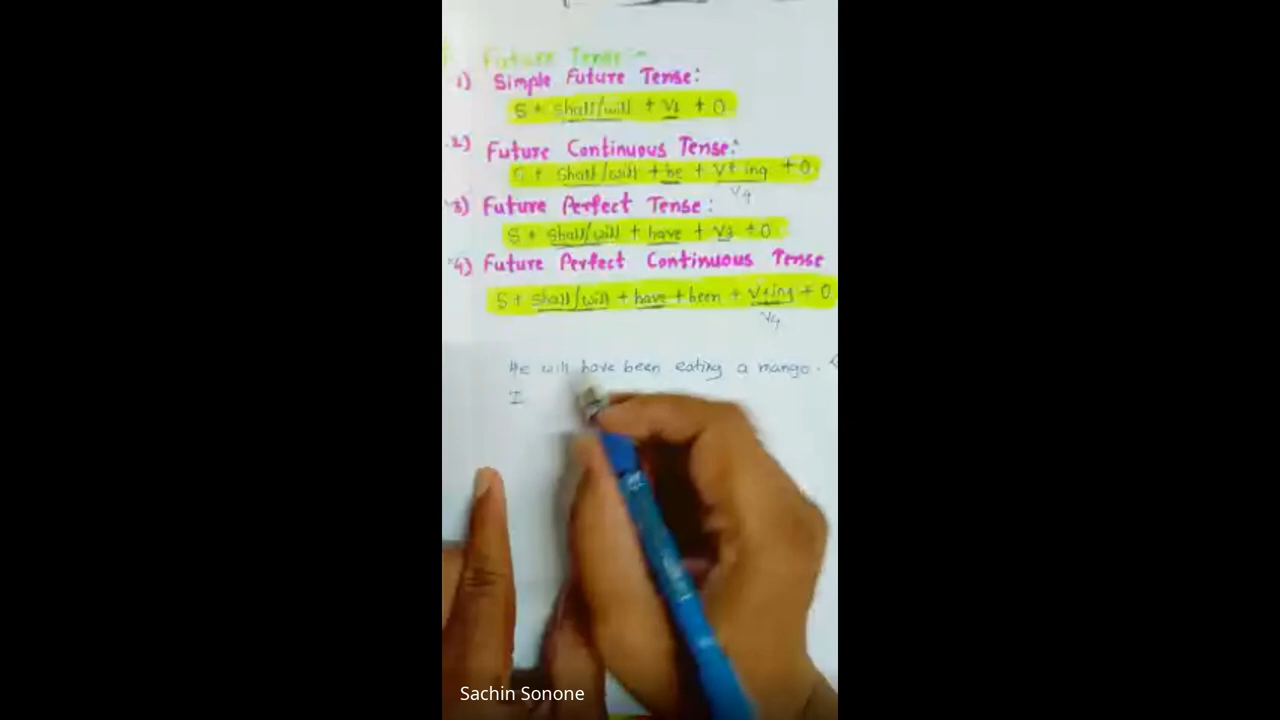 Future Tense :-
1) Simple Future Tense:
S + Shall/will + V1 + O
2) Future Continuous Tense:
S + Shall/will + be + V+ing + O.
V4
3) Future Perfect Tense :
S + Shall/will + have + V3 + O
4) Future Perfect Continuous Tense
S + Shall/will + have + been + V+ing + O
V4
He will have been eating a mango.
I
Sachin Sonone